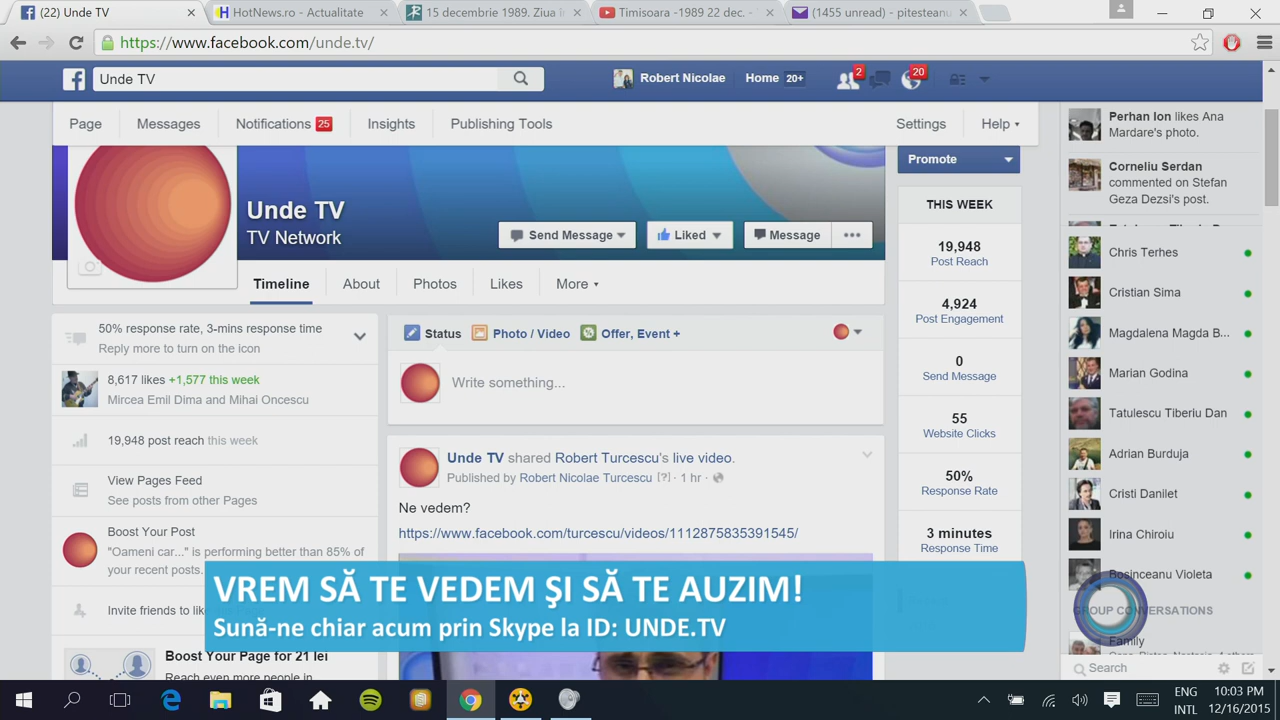 (22) Unde TV
HotNews.ro - Actualitate
15 decembrie 1989. Ziua în
Timisoara -1989 22 dec. -
(1455 unread) - pitesteanu
https://www.facebook.com/unde.tv/
Unde TV
Robert Nicolae
Home 20+
2
20
Page
Messages
Notifications 25
Insights
Publishing Tools
Settings
Help
Unde TV
TV Network
Send Message
Liked
Message
Promote
Timeline
About
Photos
Likes
More
THIS WEEK
19,948
Post Reach
4,924
Post Engagement
0
Send Message
55
Website Clicks
50%
Response Rate
3 minutes
Response Time
50% response rate, 3-mins response time
Reply more to turn on the icon
8,617 likes +1,577 this week
Mircea Emil Dima and Mihai Oncescu
19,948 post reach this week
View Pages Feed
See posts from other Pages
Boost Your Post
"Oameni car..." is performing better than 85% of
your recent posts.
Invite friends to like
Boost Your Page for 21 lei
Reach even more people in
Status
Photo / Video
Offer, Event +
Write something...
Unde TV shared Robert Turcescu's live video.
Published by Robert Nicolae Turcescu [?] · 1 hr ·
Ne vedem?
https://www.facebook.com/turcescu/videos/1112875835391545/
Perhan Ion likes Ana
Mardare's photo.
Corneliu Serdan
commented on Stefan
Geza Dezsi's post.
Chris Terhes
Cristian Sima
Magdalena Magda B...
Marian Godina
Tatulescu Tiberiu Dan
Adrian Burduja
Cristi Danilet
Irina Chiroiu
Bosinceanu Violeta
GROUP CONVERSATIONS
Family
Search
VREM SĂ TE VEDEM ŞI SĂ TE AUZIM!
Sună-ne chiar acum prin Skype la ID: UNDE.TV
ENG
INTL
10:03 PM
12/16/2015